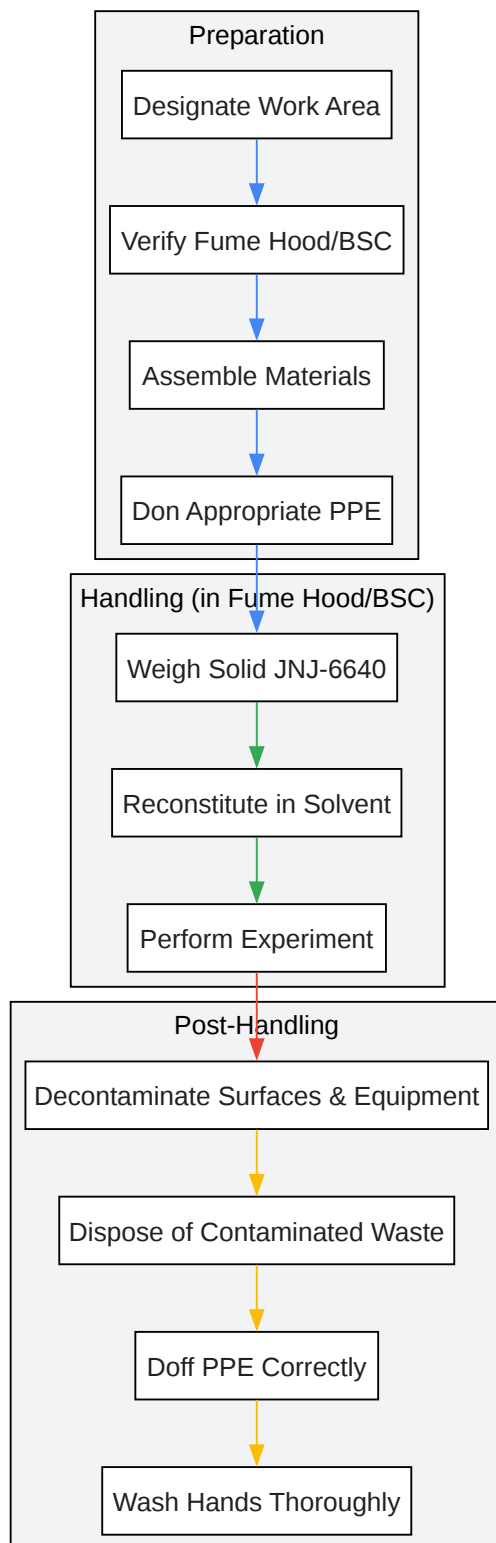 Preparation
Designate Work Area
Verify Fume Hood/BSC
Assemble Materials
Don Appropriate PPE
Handling (in Fume Hood/BSC)
Weigh Solid JNJ-6640
Reconstitute in Solvent
Perform Experiment
Post-Handling
Decontaminate Surfaces & Equipment
Dispose of Contaminated Waste
Doff PPE Correctly
Wash Hands Thoroughly